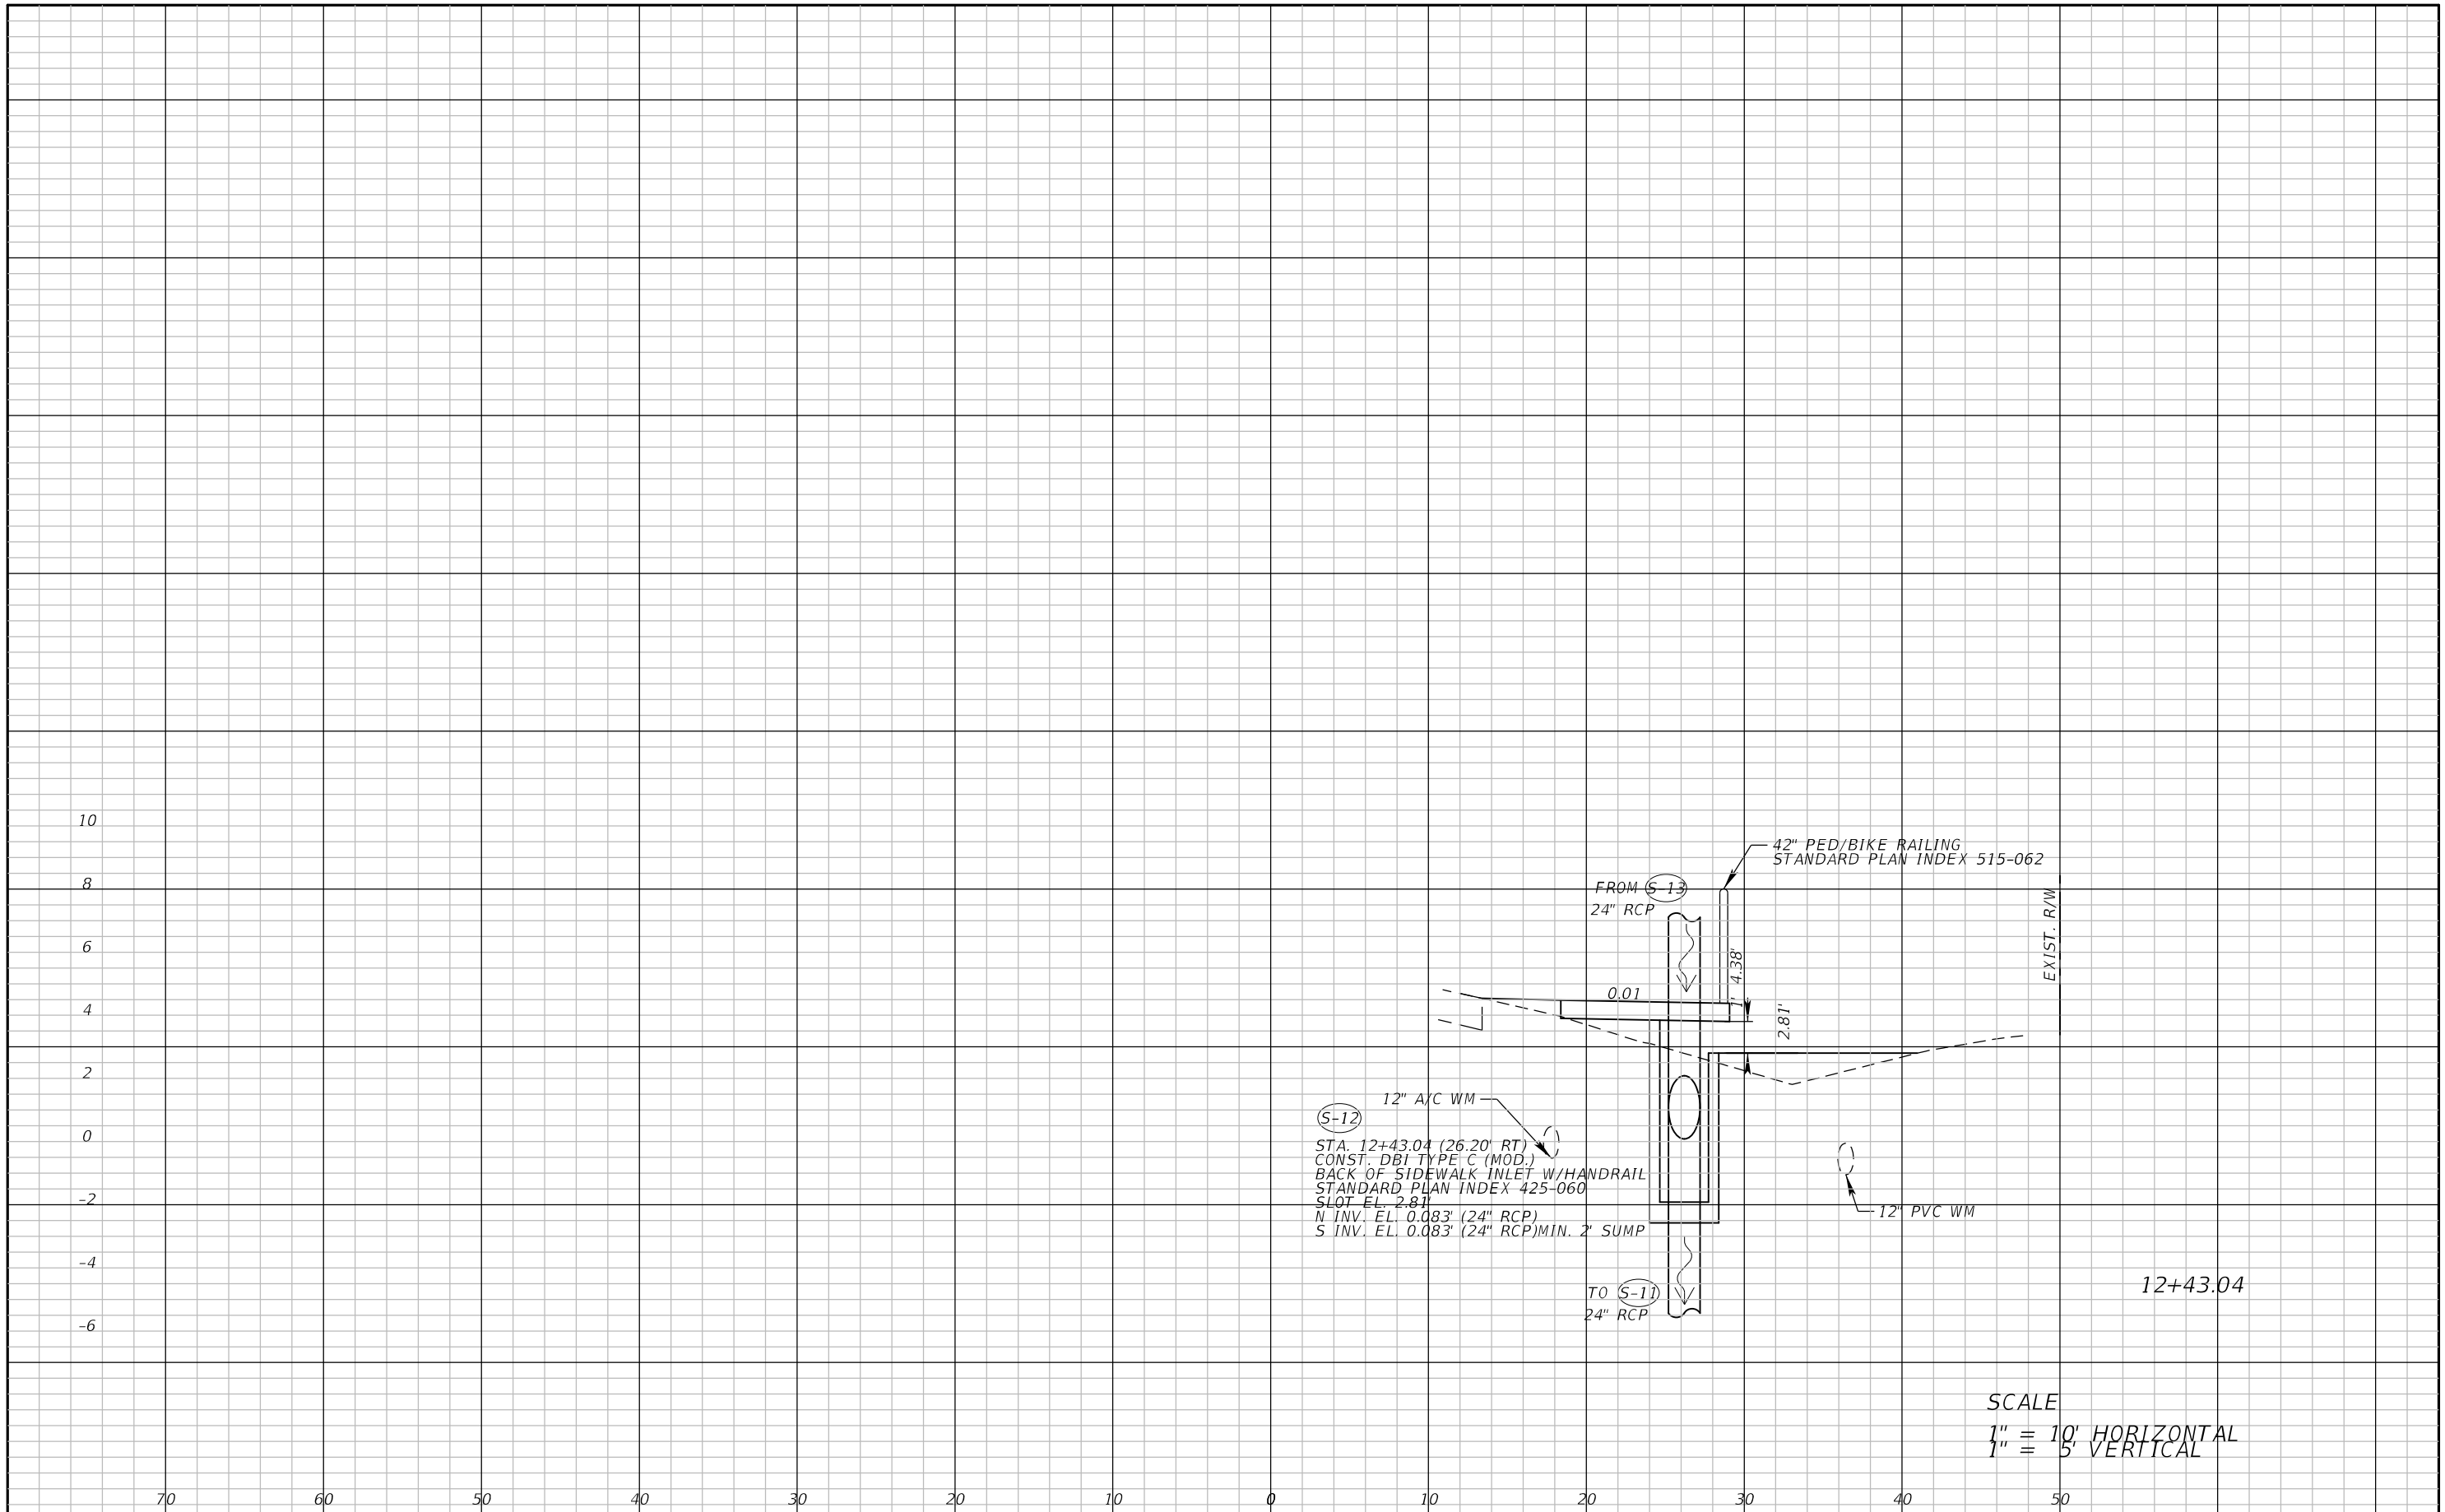 10
8
6
4
2
0
-2
-4
-6
42" PED/BIKE RAILING
STANDARD PLAN INDEX 515-062
FROM S-13
24" RCP
EXIST. R/W
4.38'
1'
0.01
2.81'
12" A/C WM
S-12
STA. 12+43.04 (26.20' RT)
CONST. DBI TYPE C (MOD.)
BACK OF SIDEWALK INLET W/HANDRAIL
STANDARD PLAN INDEX 425-060
SLOT EL. 2.81'
N INV. EL. 0.083' (24" RCP)
S INV. EL. 0.083' (24" RCP)MIN. 2' SUMP
12" PVC WM
TO S-11
24" RCP
12+43.04
SCALE
1" = 10' HORIZONTAL
1" = 5' VERTICAL
70 60 50 40 30 20 10 0 10 20 30 40 50